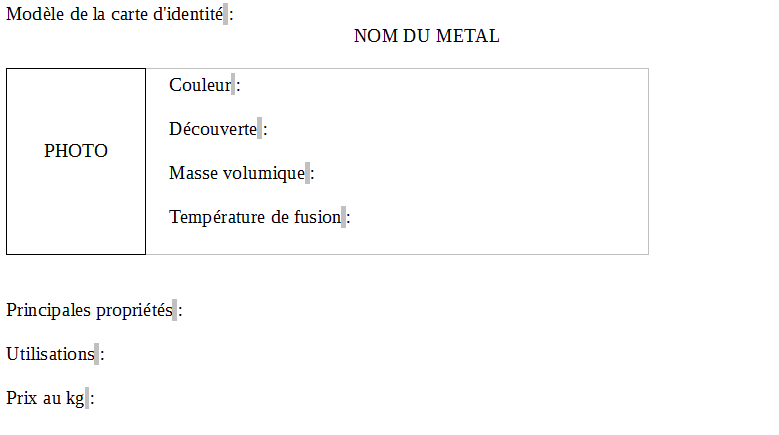 Modèle de la carte d'identité :
NOM DU METAL
PHOTO
Couleur :
Découverte :
Masse volumique :
Température de fusion :
Principales propriétés :
Utilisations :
Prix au kg :